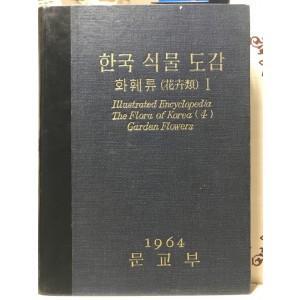 한국 식물 도감
화훼류 (花卉類) I
Illustrated Encyclopedia
The Flora of Korea (4)
Garden Flowers
1964
문교부